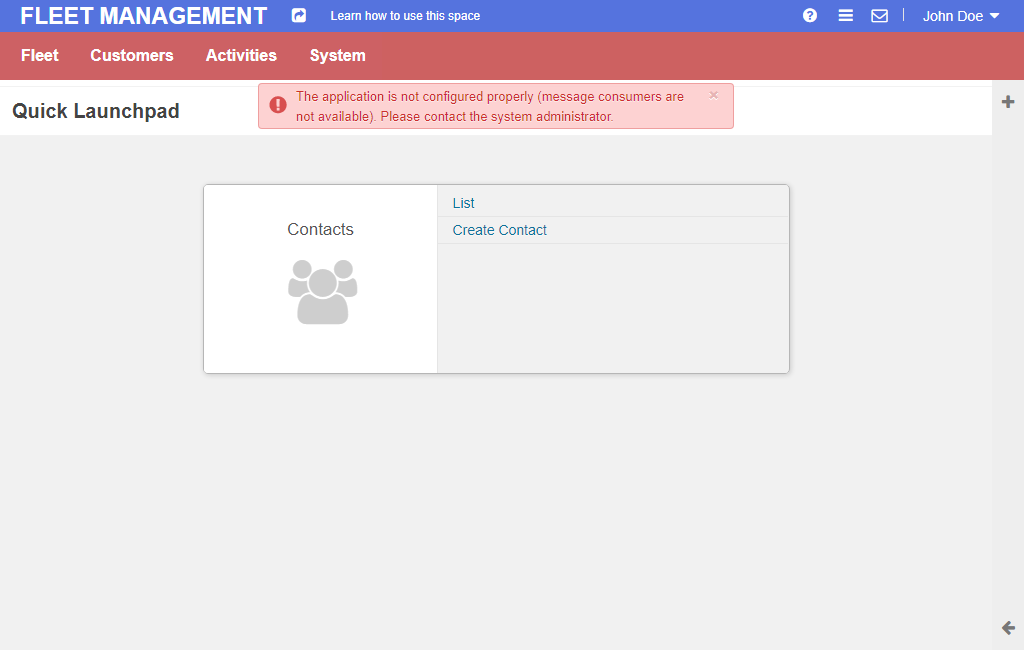 FLEET MANAGEMENT
Learn how to use this space
John Doe
Fleet
Customers
Activities
System
Quick Launchpad
The application is not configured properly (message consumers are
not available). Please contact the system administrator.
×
Contacts
List
Create Contact